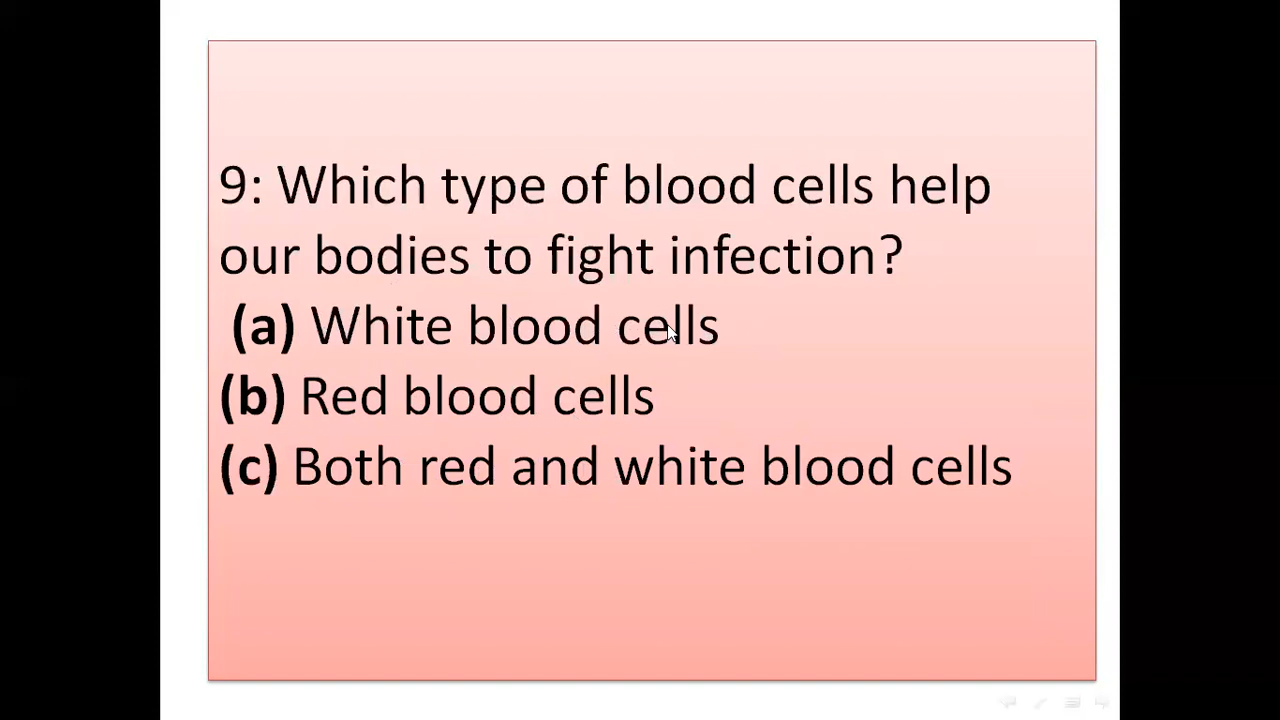 9: Which type of blood cells help
our bodies to fight infection?
(a) White blood cells
(b) Red blood cells
(c) Both red and white blood cells